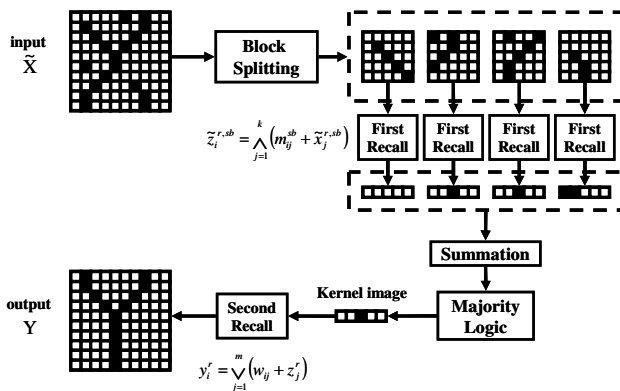 input
X̃
Block
Splitting
z̃ᵢ^{r,sb} = ⋀_{j=1}^{k} (m_{ij}^{sb} + x̃_j^{r,sb})
First
Recall
First
Recall
First
Recall
First
Recall
Summation
Majority
Logic
Kernel image
Second
Recall
output
Y
y_i^r = ⋁_{j=1}^{m} (w_{ij} + z_j^r)